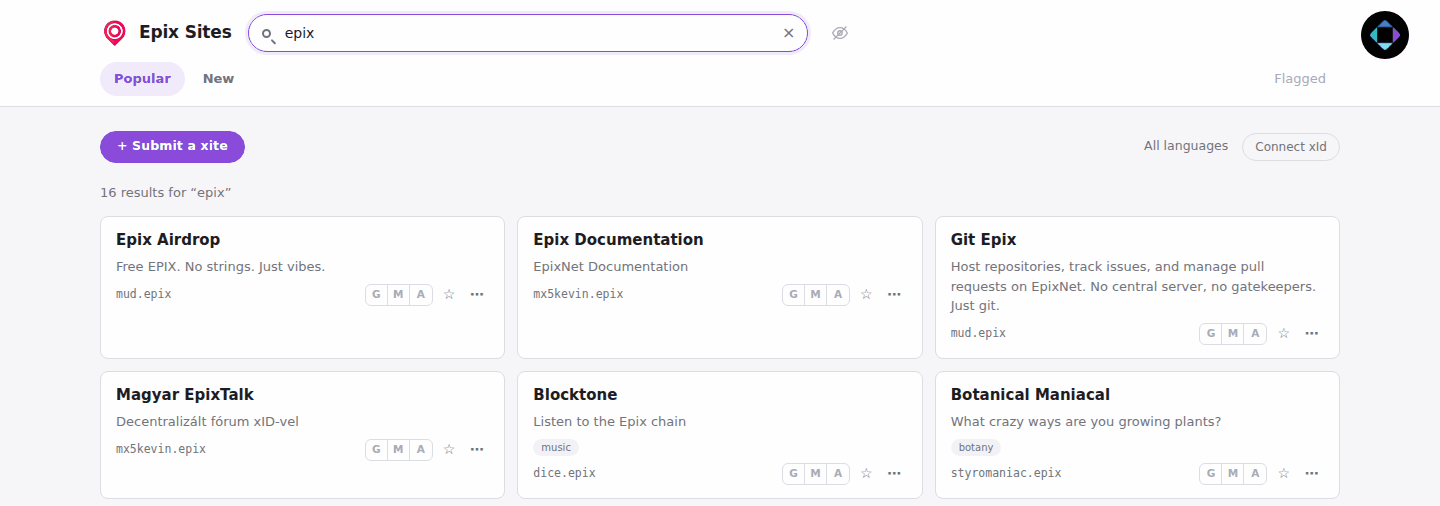 Epix Sites
epix
Popular
New
Flagged
+ Submit a xite
All languages
Connect xId
16 results for “epix”
Epix Airdrop
Free EPIX. No strings. Just vibes.
mud.epix
G M A
Epix Documentation
EpixNet Documentation
mx5kevin.epix
G M A
Git Epix
Host repositories, track issues, and manage pull
requests on EpixNet. No central server, no gatekeepers.
Just git.
mud.epix
G M A
Magyar EpixTalk
Decentralizált fórum xID-vel
mx5kevin.epix
G M A
Blocktone
Listen to the Epix chain
music
dice.epix
G M A
Botanical Maniacal
What crazy ways are you growing plants?
botany
styromaniac.epix
G M A